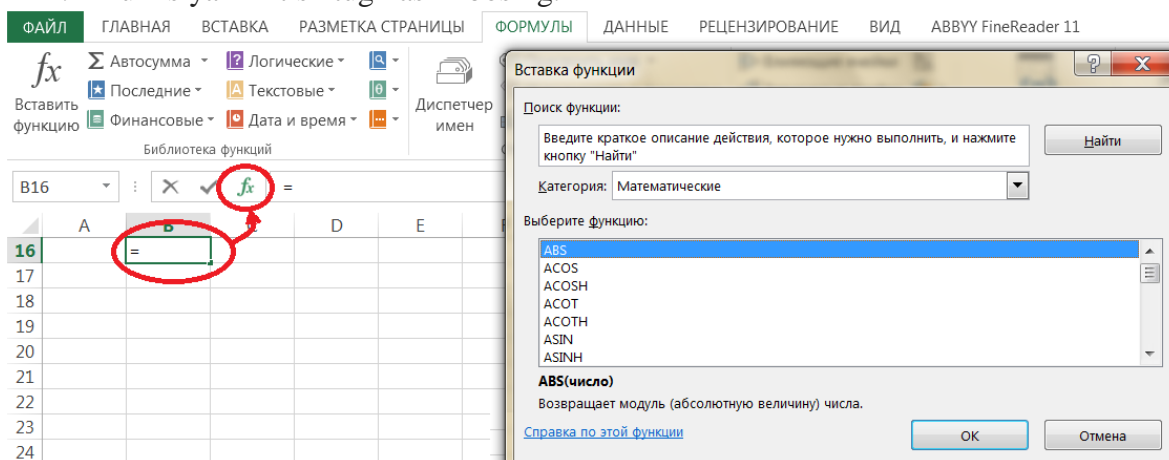 ФАЙЛ ГЛАВНАЯ ВСТАВКА РАЗМЕТКА СТРАНИЦЫ ФОРМУЛЫ ДАННЫЕ РЕЦЕНЗИРОВАНИЕ ВИД ABBYY FineReader 11
fx Вставить функцию
Σ Автосумма
Последние
Финансовые
? Логические
A Текстовые
Дата и время
θ
Диспетчер имен
Библиотека функций
B16 fx =
A B D E
16 =
17
18
19
20
21
22
23
24
Вставка функции ? X
Поиск функции:
Введите краткое описание действия, которое нужно выполнить, и нажмите
кнопку "Найти"
Найти
Категория: Математические
Выберите функцию:
ABS
ACOS
ACOSH
ACOT
ACOTH
ASIN
ASINH
ABS(число)
Возвращает модуль (абсолютную величину) числа.
Справка по этой функции
ОК Отмена